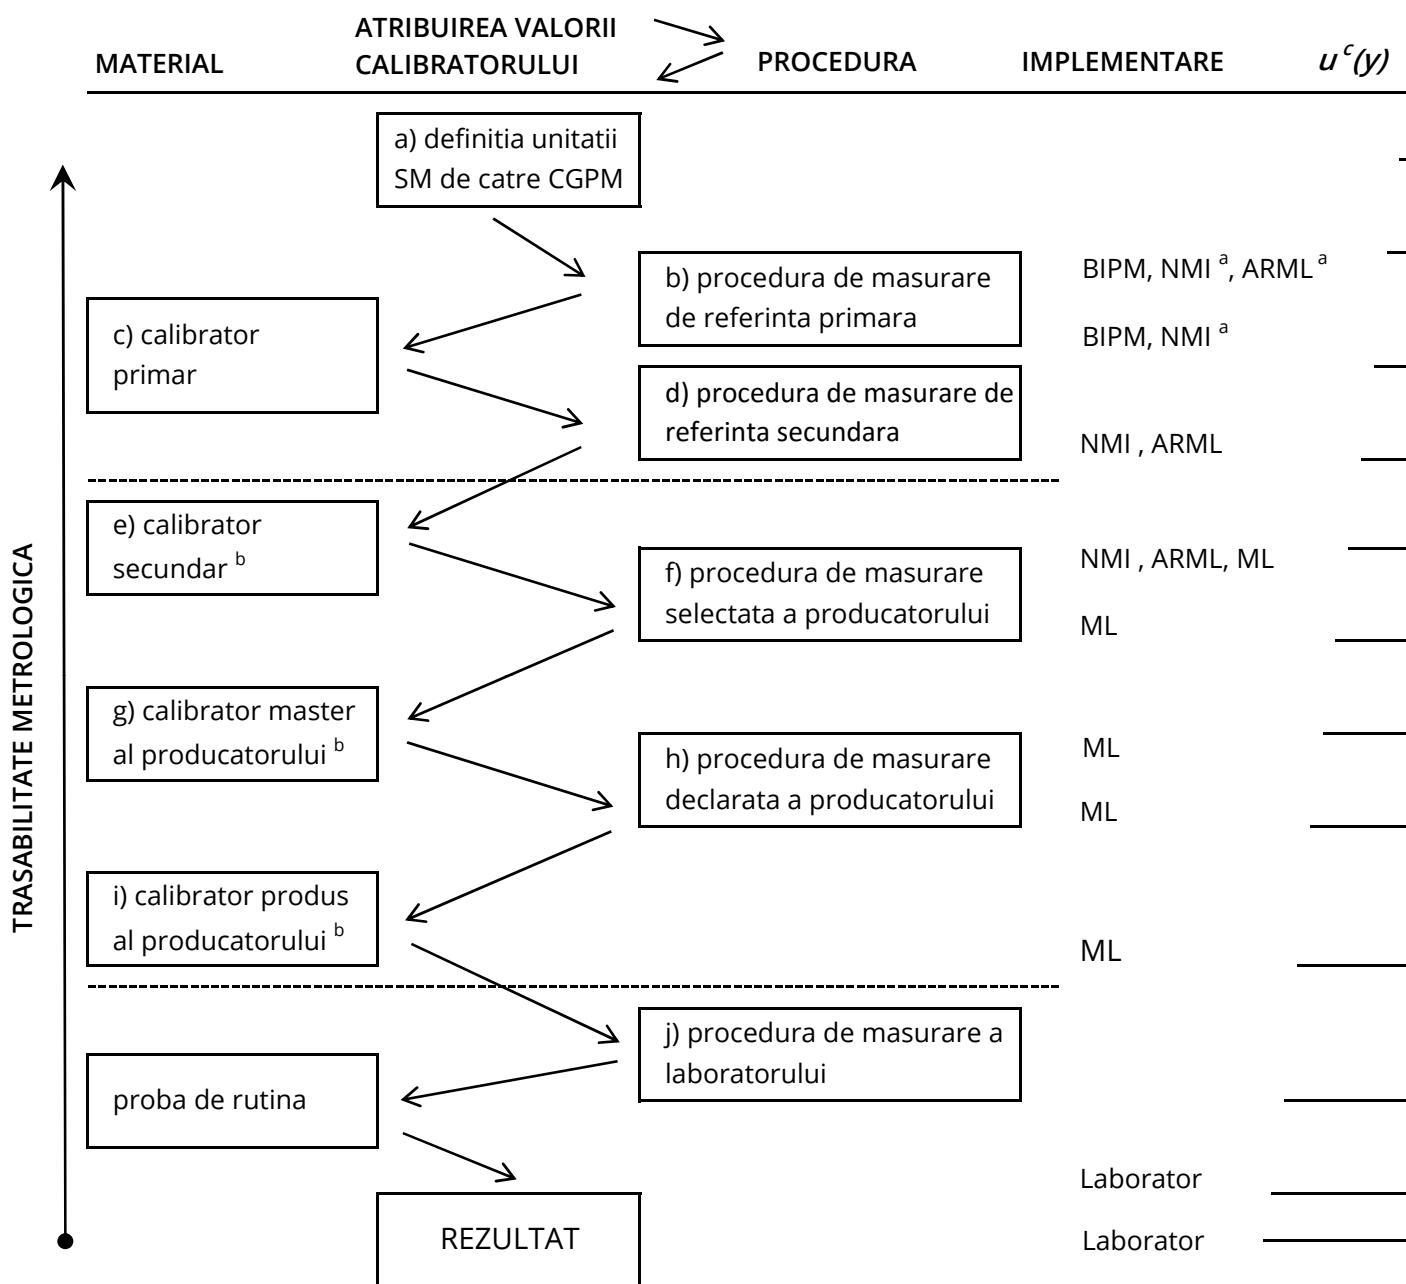 ATRIBUIREA VALORII
CALIBRATORULUI
MATERIAL
PROCEDURA
IMPLEMENTARE
u c(y)
a) definitia unitatii
SM de catre CGPM
b) procedura de masurare
de referinta primara
BIPM, NMI a, ARML a
c) calibrator
primar
BIPM, NMI a
d) procedura de masurare de
referinta secundara
NMI , ARML
e) calibrator
secundar b
NMI , ARML, ML
f) procedura de masurare
selectata a producatorului
ML
g) calibrator master
al producatorului b
ML
h) procedura de masurare
declarata a producatorului
ML
i) calibrator produs
al producatorului b
ML
j) procedura de masurare a
laboratorului
proba de rutina
Laborator
REZULTAT
Laborator
TRASABILITATE METROLOGICA